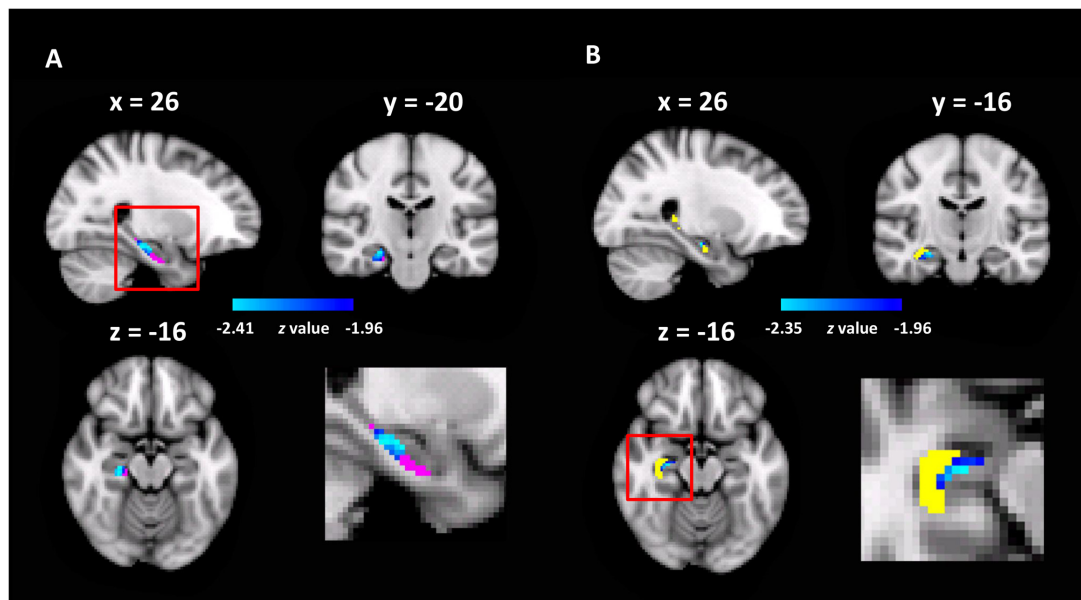 A
B
x = 26
y = -20
x = 26
y = -16
-2.41 z value -1.96
-2.35 z value -1.96
z = -16
z = -16